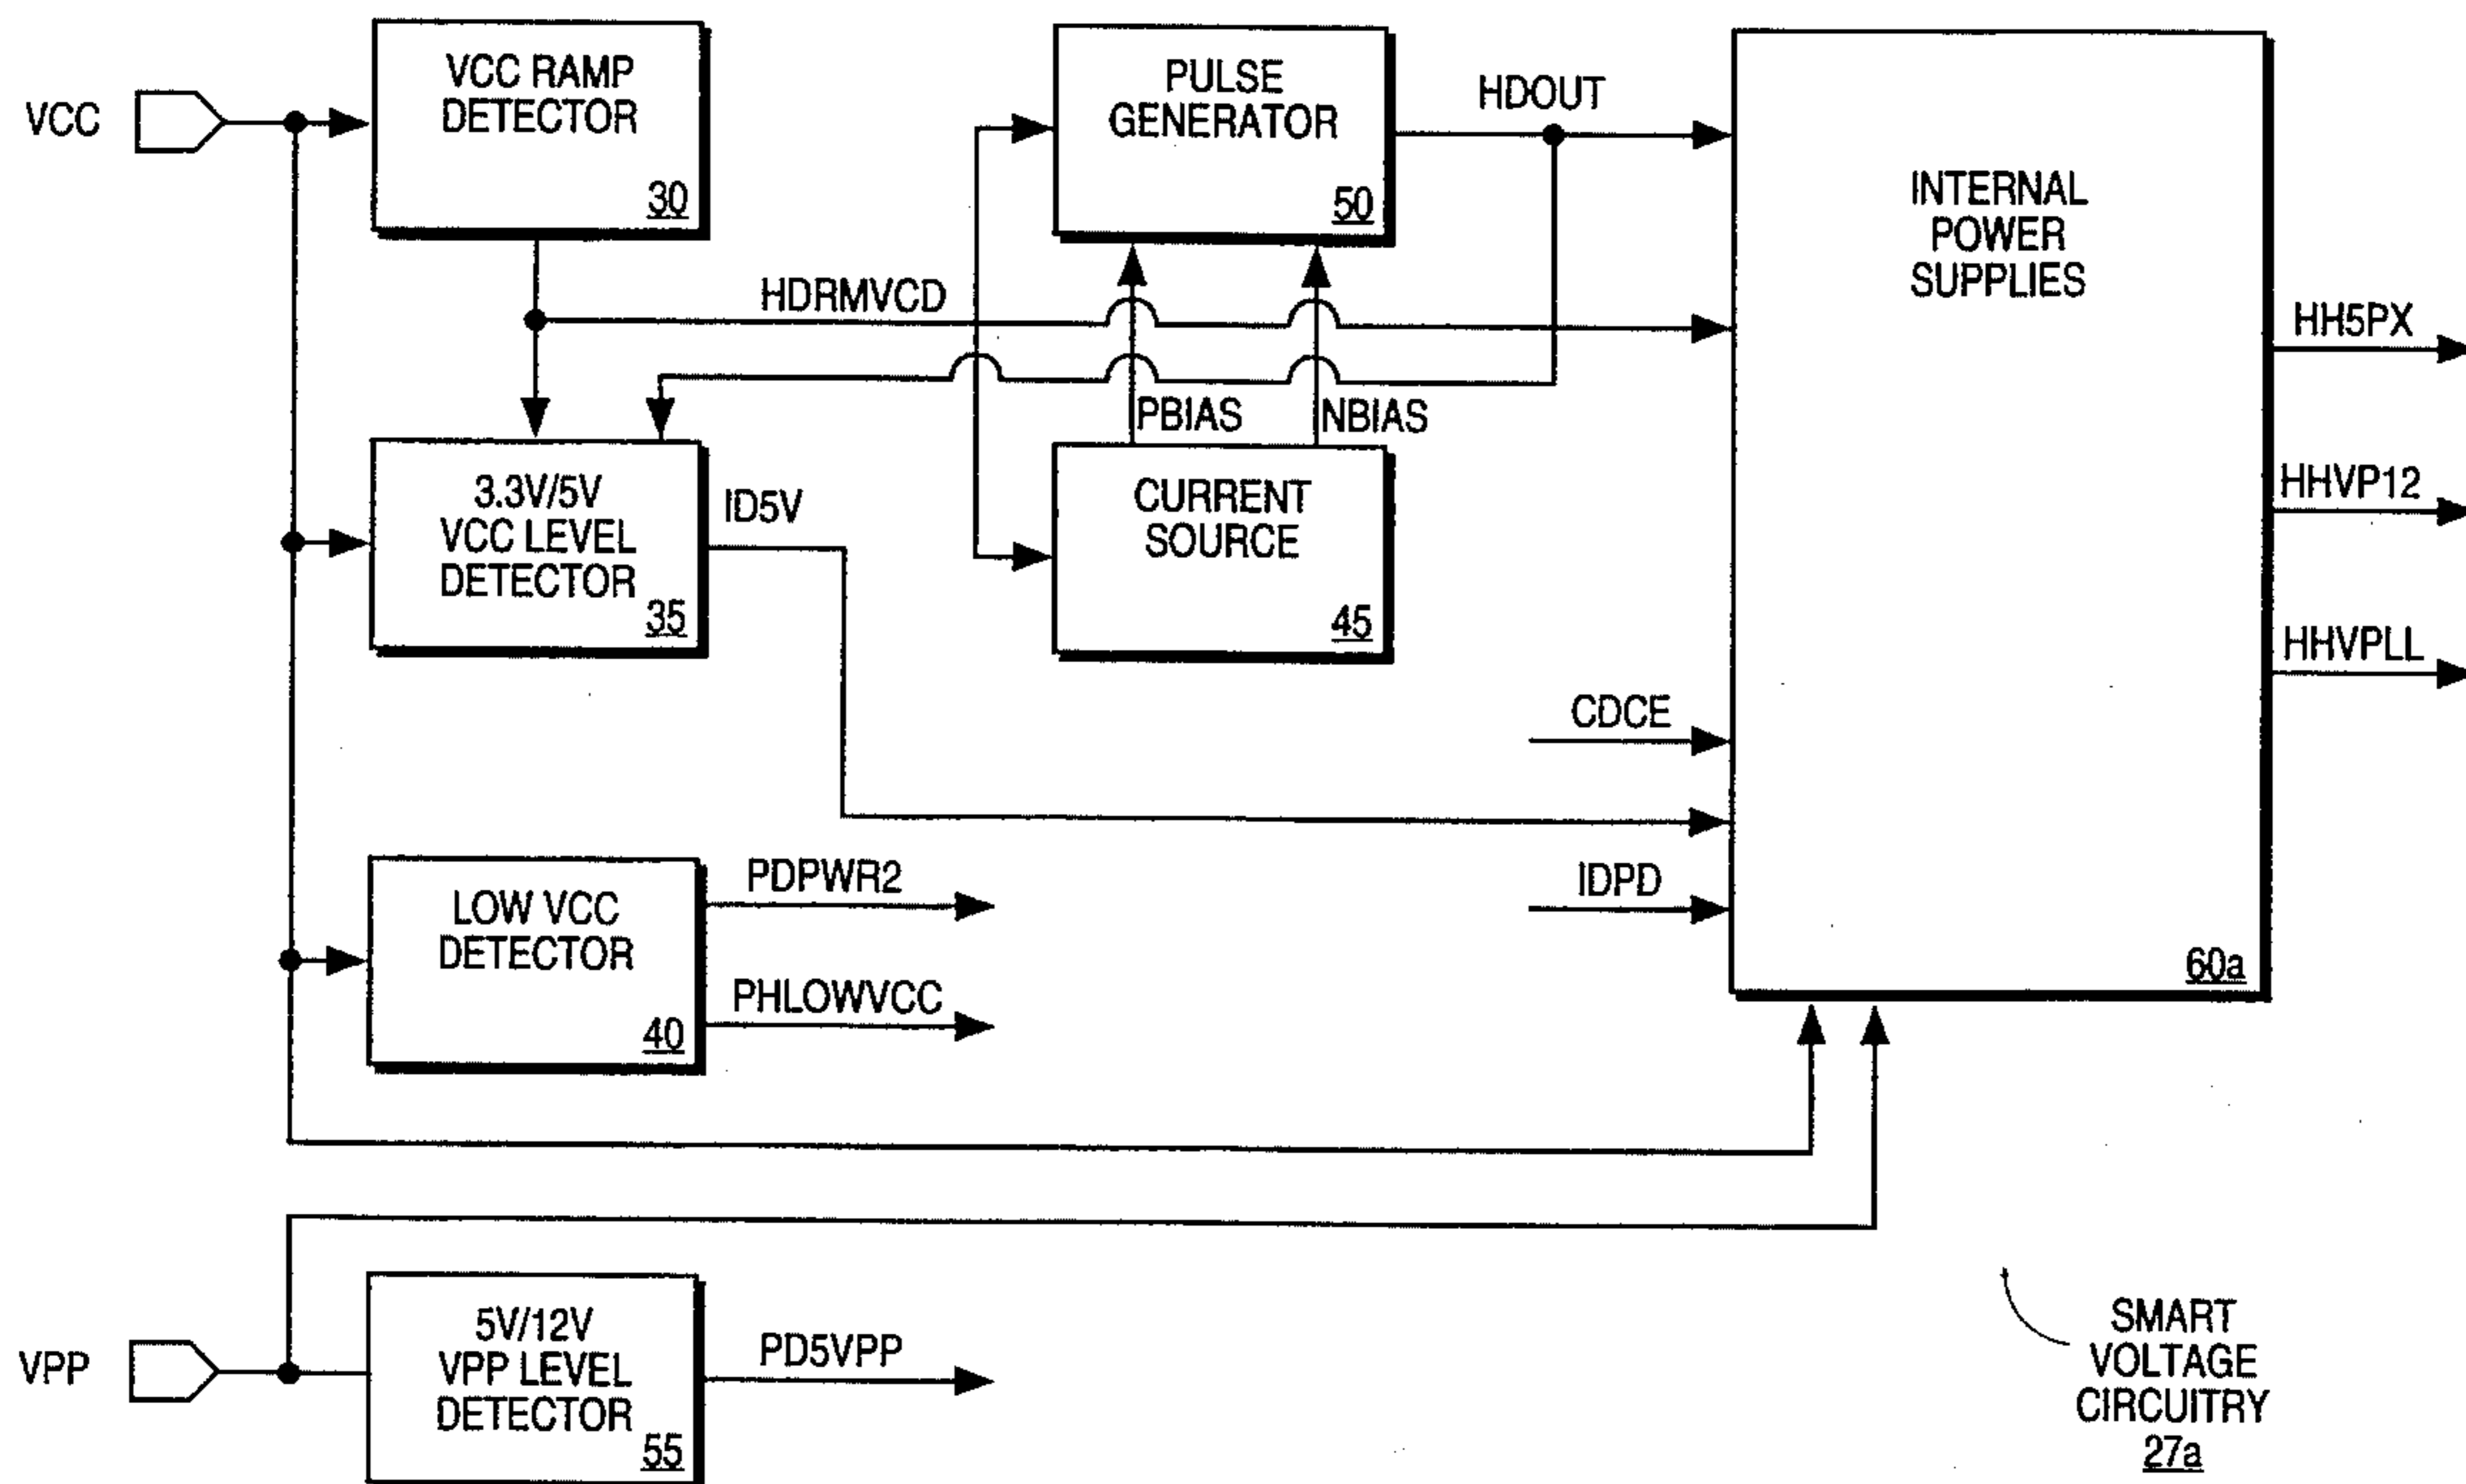 VCC
VCC RAMP
DETECTOR
30
PULSE
GENERATOR
50
HDOUT
INTERNAL
POWER
SUPPLIES
60a
HDRMVCD
PBIAS
NBIAS
HH5PX
HHVP12
HHVPLL
3.3V/5V
VCC LEVEL
DETECTOR
35
ID5V
CURRENT
SOURCE
45
CDCE
IDPD
LOW VCC
DETECTOR
40
PDPWR2
PHLOWVCC
VPP
5V/12V
VPP LEVEL
DETECTOR
55
PD5VPP
SMART
VOLTAGE
CIRCUITRY
27a